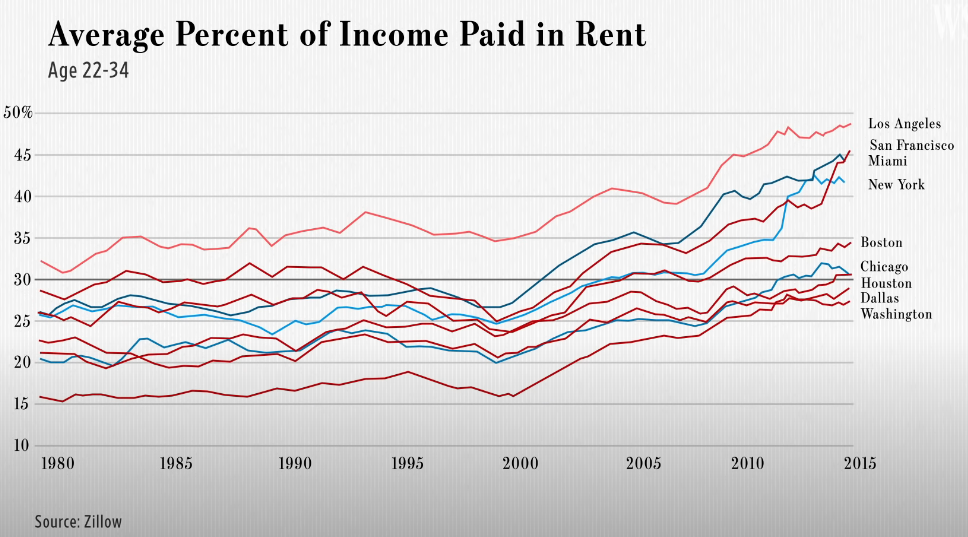 Average Percent of Income Paid in Rent
Age 22-34
50%
45
40
35
30
25
20
15
10
Los Angeles
San Francisco
Miami
New York
Boston
Chicago
Houston
Dallas
Washington
1980 1985 1990 1995 2000 2005 2010 2015
Source: Zillow